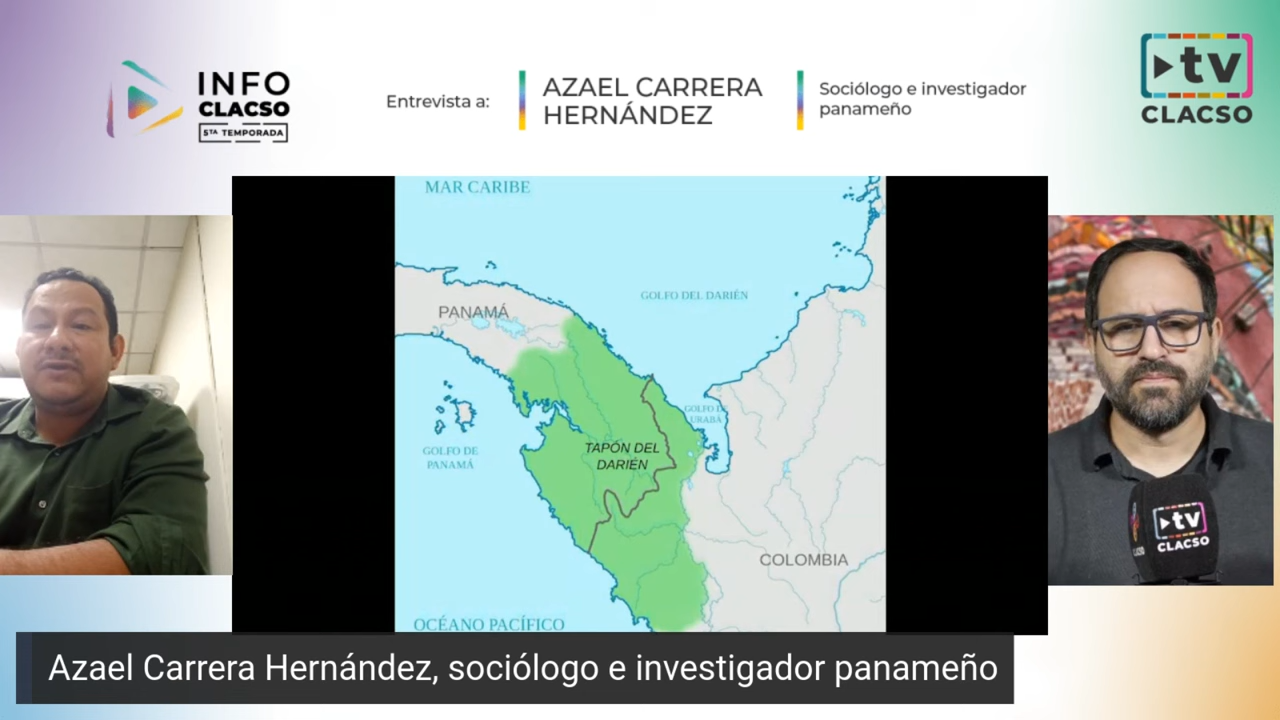 INFO
CLACSO
5TA TEMPORADA
Entrevista a:
AZAEL CARRERA
HERNÁNDEZ
Sociólogo e investigador
panameño
tv
CLACSO
MAR CARIBE
GOLFO DEL DARIÉN
PANAMÁ
GOLFO DE
URABÁ
GOLFO DE
PANAMÁ
TAPÓN DEL
DARIÉN
COLOMBIA
OCÉANO PACÍFICO
tv
CLACSO
Azael Carrera Hernández, sociólogo e investigador panameño